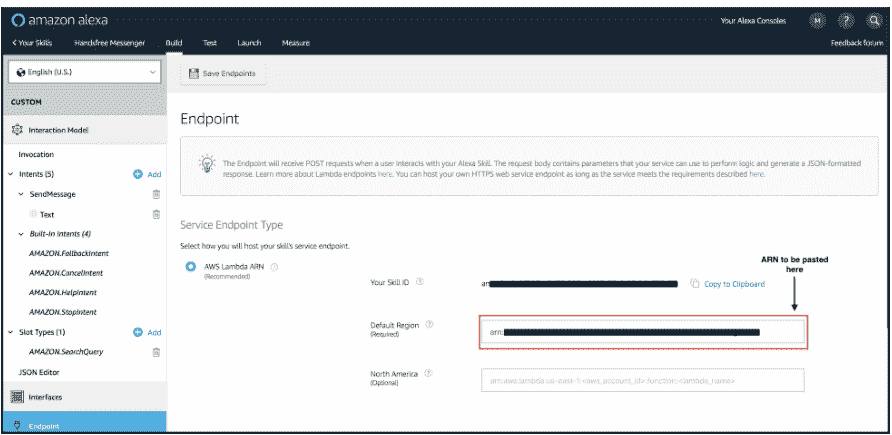 amazon alexa
Your Alexa Consoles
M
?
< Your Skills
Handsfree Messenger
Build
Test
Launch
Measure
Feedback forum
English (U.S.)
Save Endpoints
CUSTOM
Interaction Model
Invocation
Intents (5)
Add
SendMessage
Text
Built-In Intents (4)
AMAZON.FallbackIntent
AMAZON.CancelIntent
AMAZON.HelpIntent
AMAZON.StopIntent
Slot Types (1)
Add
AMAZON.SearchQuery
JSON Editor
Interfaces
Endpoint
Endpoint
The Endpoint will receive POST requests when a user interacts with your Alexa Skill. The request body contains parameters that your service can use to perform logic and generate a JSON-formatted
response. Learn more about Lambda endpoints here. You can host your own HTTPS web service endpoint as long as the service meets the requirements described here.
Service Endpoint Type
Select how you will host your skill's service endpoint.
AWS Lambda ARN
(Recommended)
Your Skill ID
Copy to Clipboard
ARN to be pasted
here
Default Region
(Required)
arn:
North America
(Optional)
arn:aws:lambda:us-east-1:<aws_account_id>:function:<lambda_name>